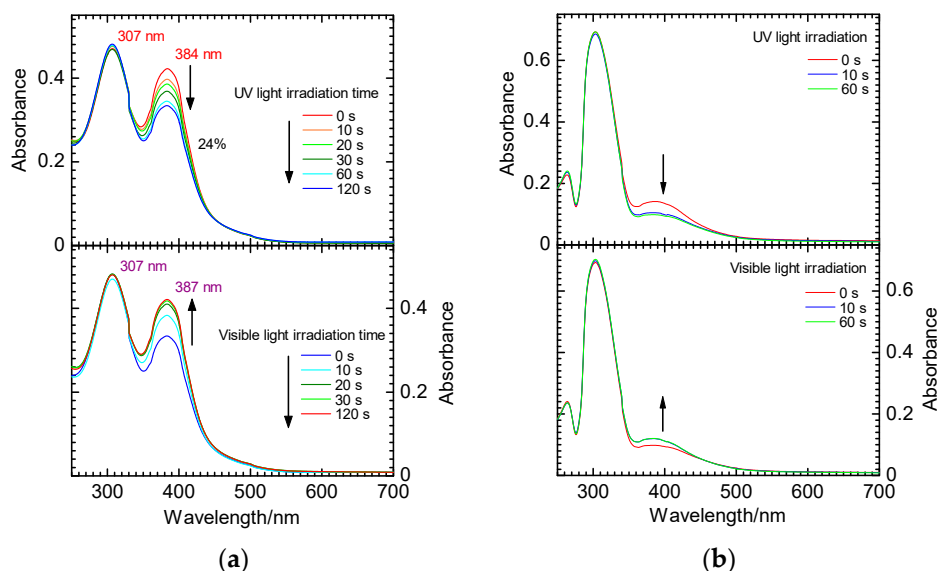 307 nm
384 nm
UV light irradiation time
0 s
10 s
20 s
30 s
60 s
120 s
24%
Absorbance
0.4
0.2
0
307 nm
387 nm
Visible light irradiation time
0 s
10 s
20 s
30 s
120 s
0.4
0.2
0
Absorbance
300 400 500 600 700
Wavelength/nm
(a)
UV light irradiation
0 s
10 s
60 s
Absorbance
0.6
0.4
0.2
0.0
Visible light irradiation
0 s
10 s
60 s
0.6
0.4
0.2
0.0
Absorbance
300 400 500 600 700
Wavelength/nm
(b)